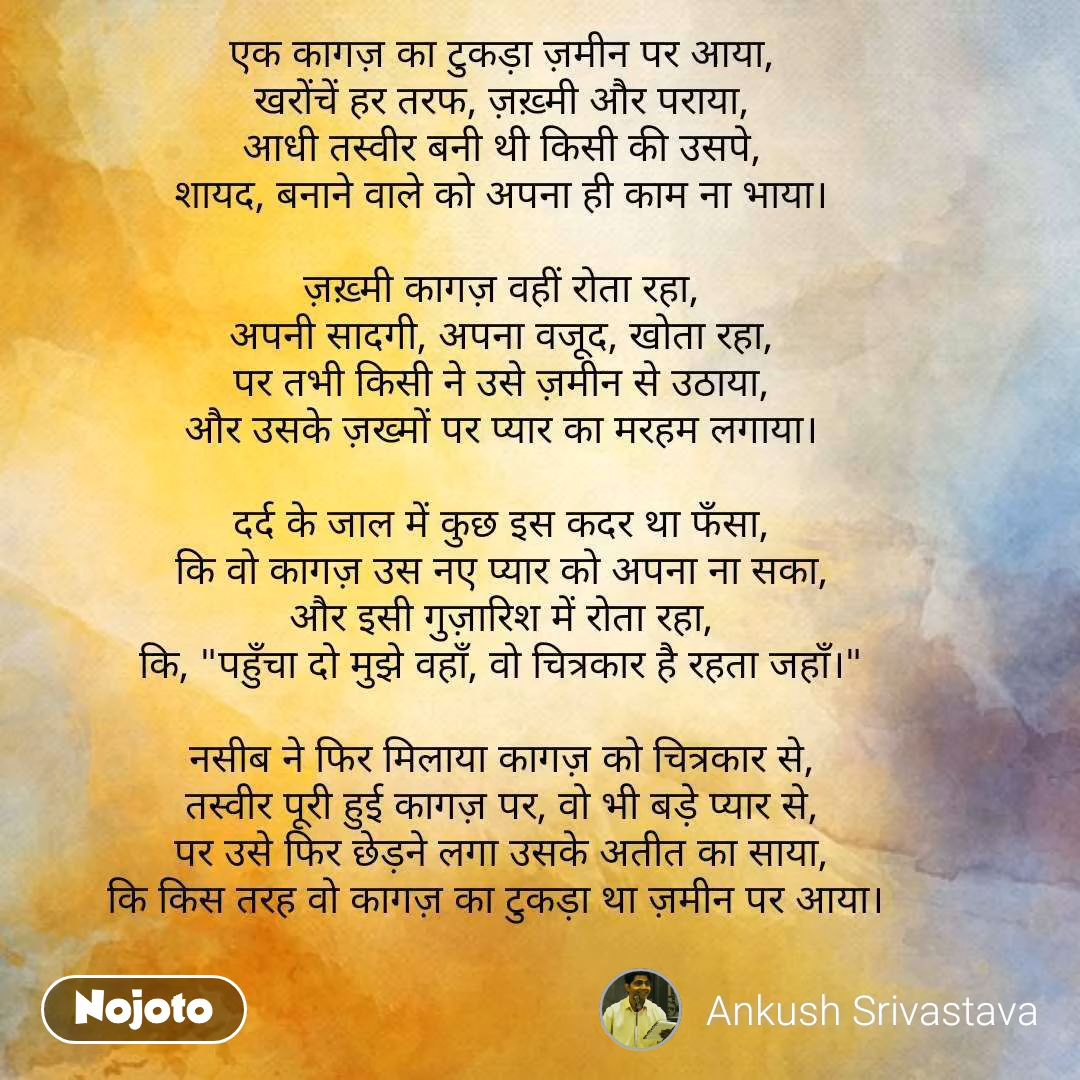 एक कागज़ का टुकड़ा ज़मीन पर आया,
खरोंचें हर तरफ, ज़ख़्मी और पराया,
आधी तस्वीर बनी थी किसी की उसपे,
शायद, बनाने वाले को अपना ही काम ना भाया।

ज़ख़्मी कागज़ वहीं रोता रहा,
अपनी सादगी, अपना वजूद, खोता रहा,
पर तभी किसी ने उसे ज़मीन से उठाया,
और उसके ज़ख्मों पर प्यार का मरहम लगाया।

दर्द के जाल में कुछ इस कदर था फँसा,
कि वो कागज़ उस नए प्यार को अपना ना सका,
और इसी गुज़ारिश में रोता रहा,
कि, "पहुँचा दो मुझे वहाँ, वो चित्रकार है रहता जहाँ।"

नसीब ने फिर मिलाया कागज़ को चित्रकार से,
तस्वीर पूरी हुई कागज़ पर, वो भी बड़े प्यार से,
पर उसे फिर छेड़ने लगा उसके अतीत का साया,
कि किस तरह वो कागज़ का टुकड़ा था ज़मीन पर आया।

Nojoto
Ankush Srivastava